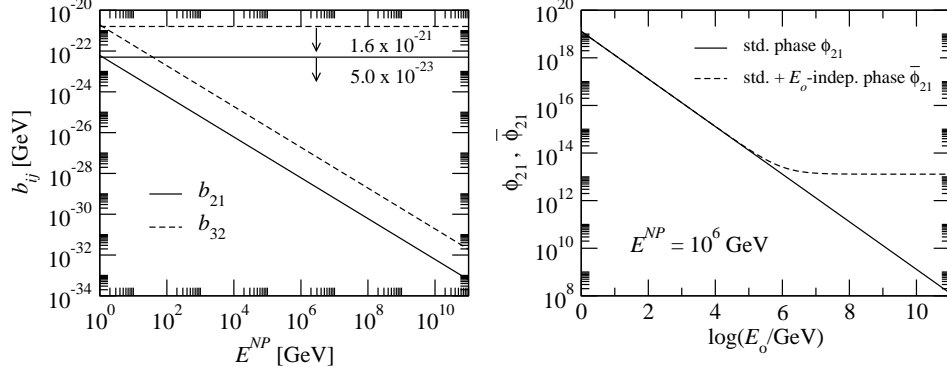 10^-20
10^-22
10^-24
10^-26
10^-28
10^-30
10^-32
10^-34
b_ij [GeV]
1.6 x 10^-21
5.0 x 10^-23
b_21
b_32
10^0 10^2 10^4 10^6 10^8 10^10
E^NP [GeV]
10^20
10^18
10^16
10^14
10^12
10^10
10^8
ϕ_21 , ϕ̅_21
std. phase ϕ_21
std. + E_o-indep. phase ϕ̅_21
E^NP = 10^6 GeV
0 2 4 6 8 10
log(E_o/GeV)